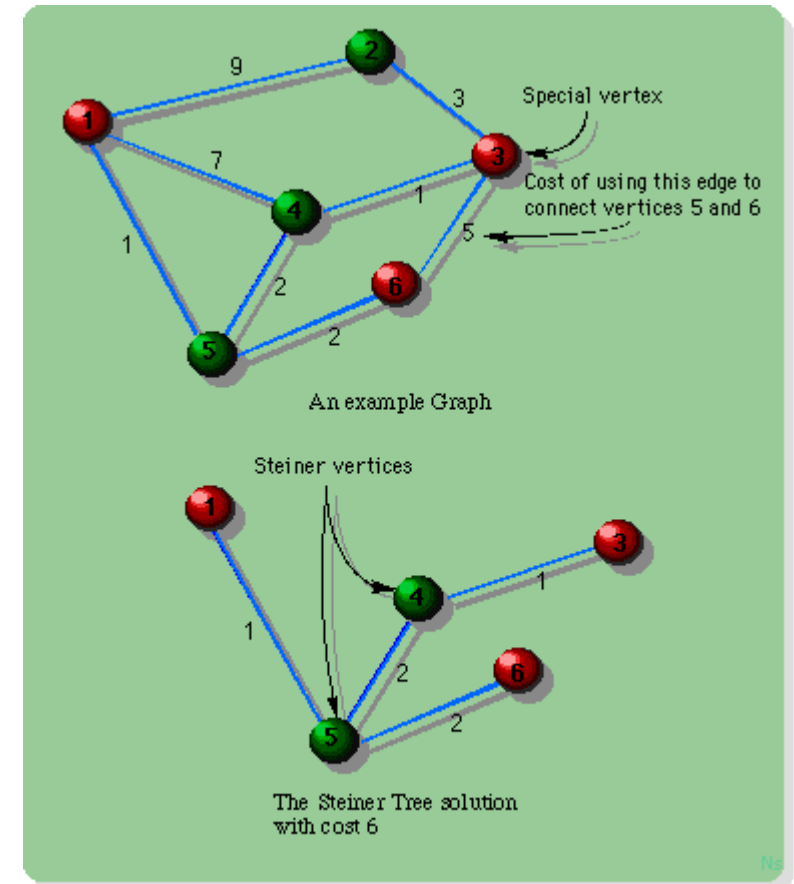 2
9
3
Special vertex
1
3
7
Cost of using this edge to
connect vertices 5 and 6
4
1
5
1
2
6
2
5
An example Graph
Steiner vertices
1
3
4
1
1
2
6
2
5
The Steiner Tree solution
with cost 6
Ns